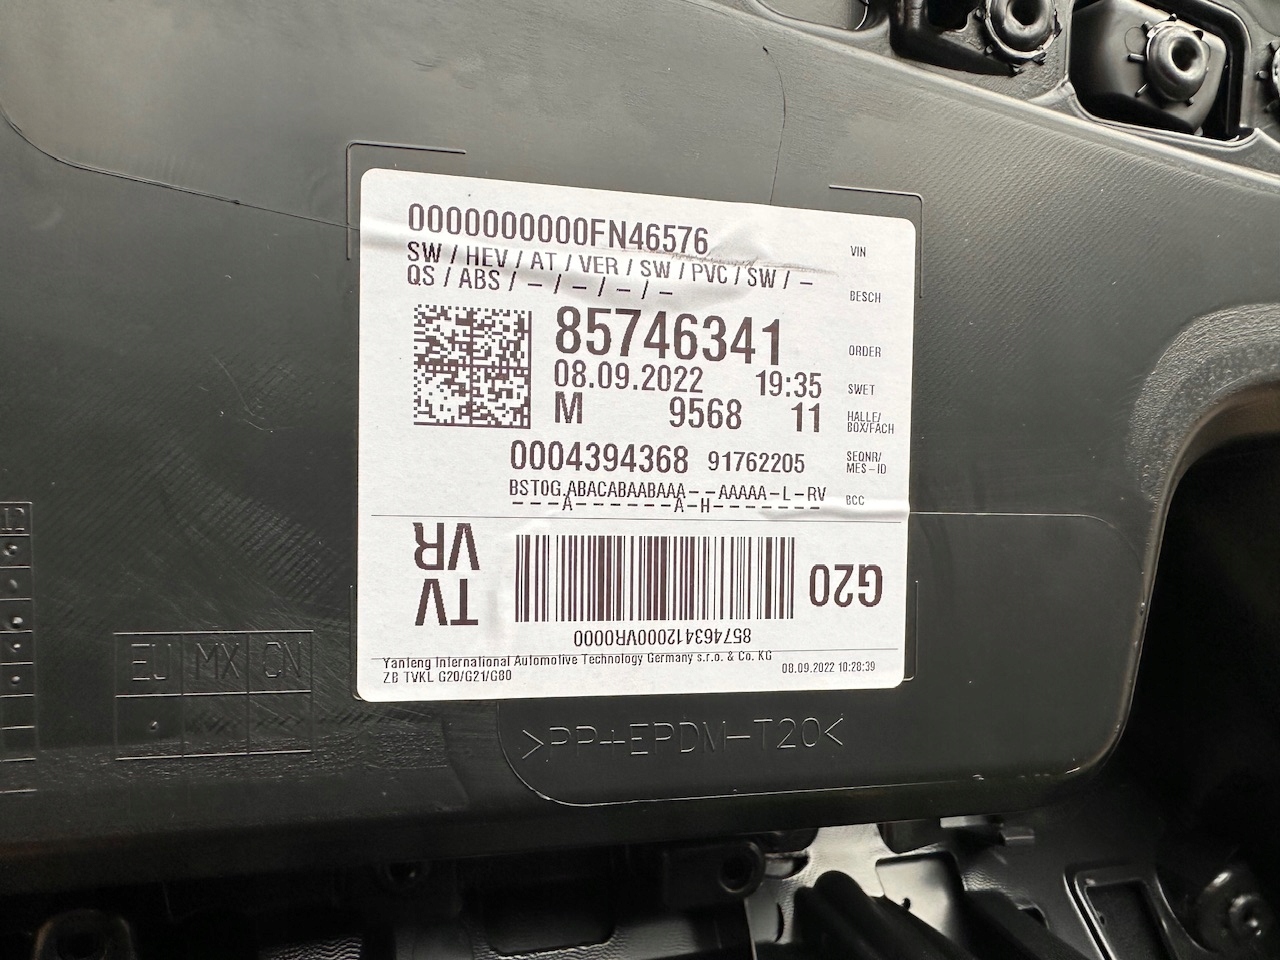 0000000000FN46576 VIN
SW / HEV / AT / VER / SW / PVC / SW / –
QS / ABS / – / – / – / – BESCH
85746341 ORDER
08.09.2022 19:35 SWET
M 9568 11 HALLE/
BOX/FACH
0004394368 91762205 SEQNR/
MES-ID
BST0G.ABACABAABAAA--AAAAA-L-RV BCC
---A------A-H-------
TV
VR
G20
857463412000VR0000
Yanfeng International Automotive Technology Germany s.r.o. & Co. KG
ZB TVKL G20/G21/G80 08.09.2022 10:28:39
12
EU MX CN
>PP+EPDM-T20<